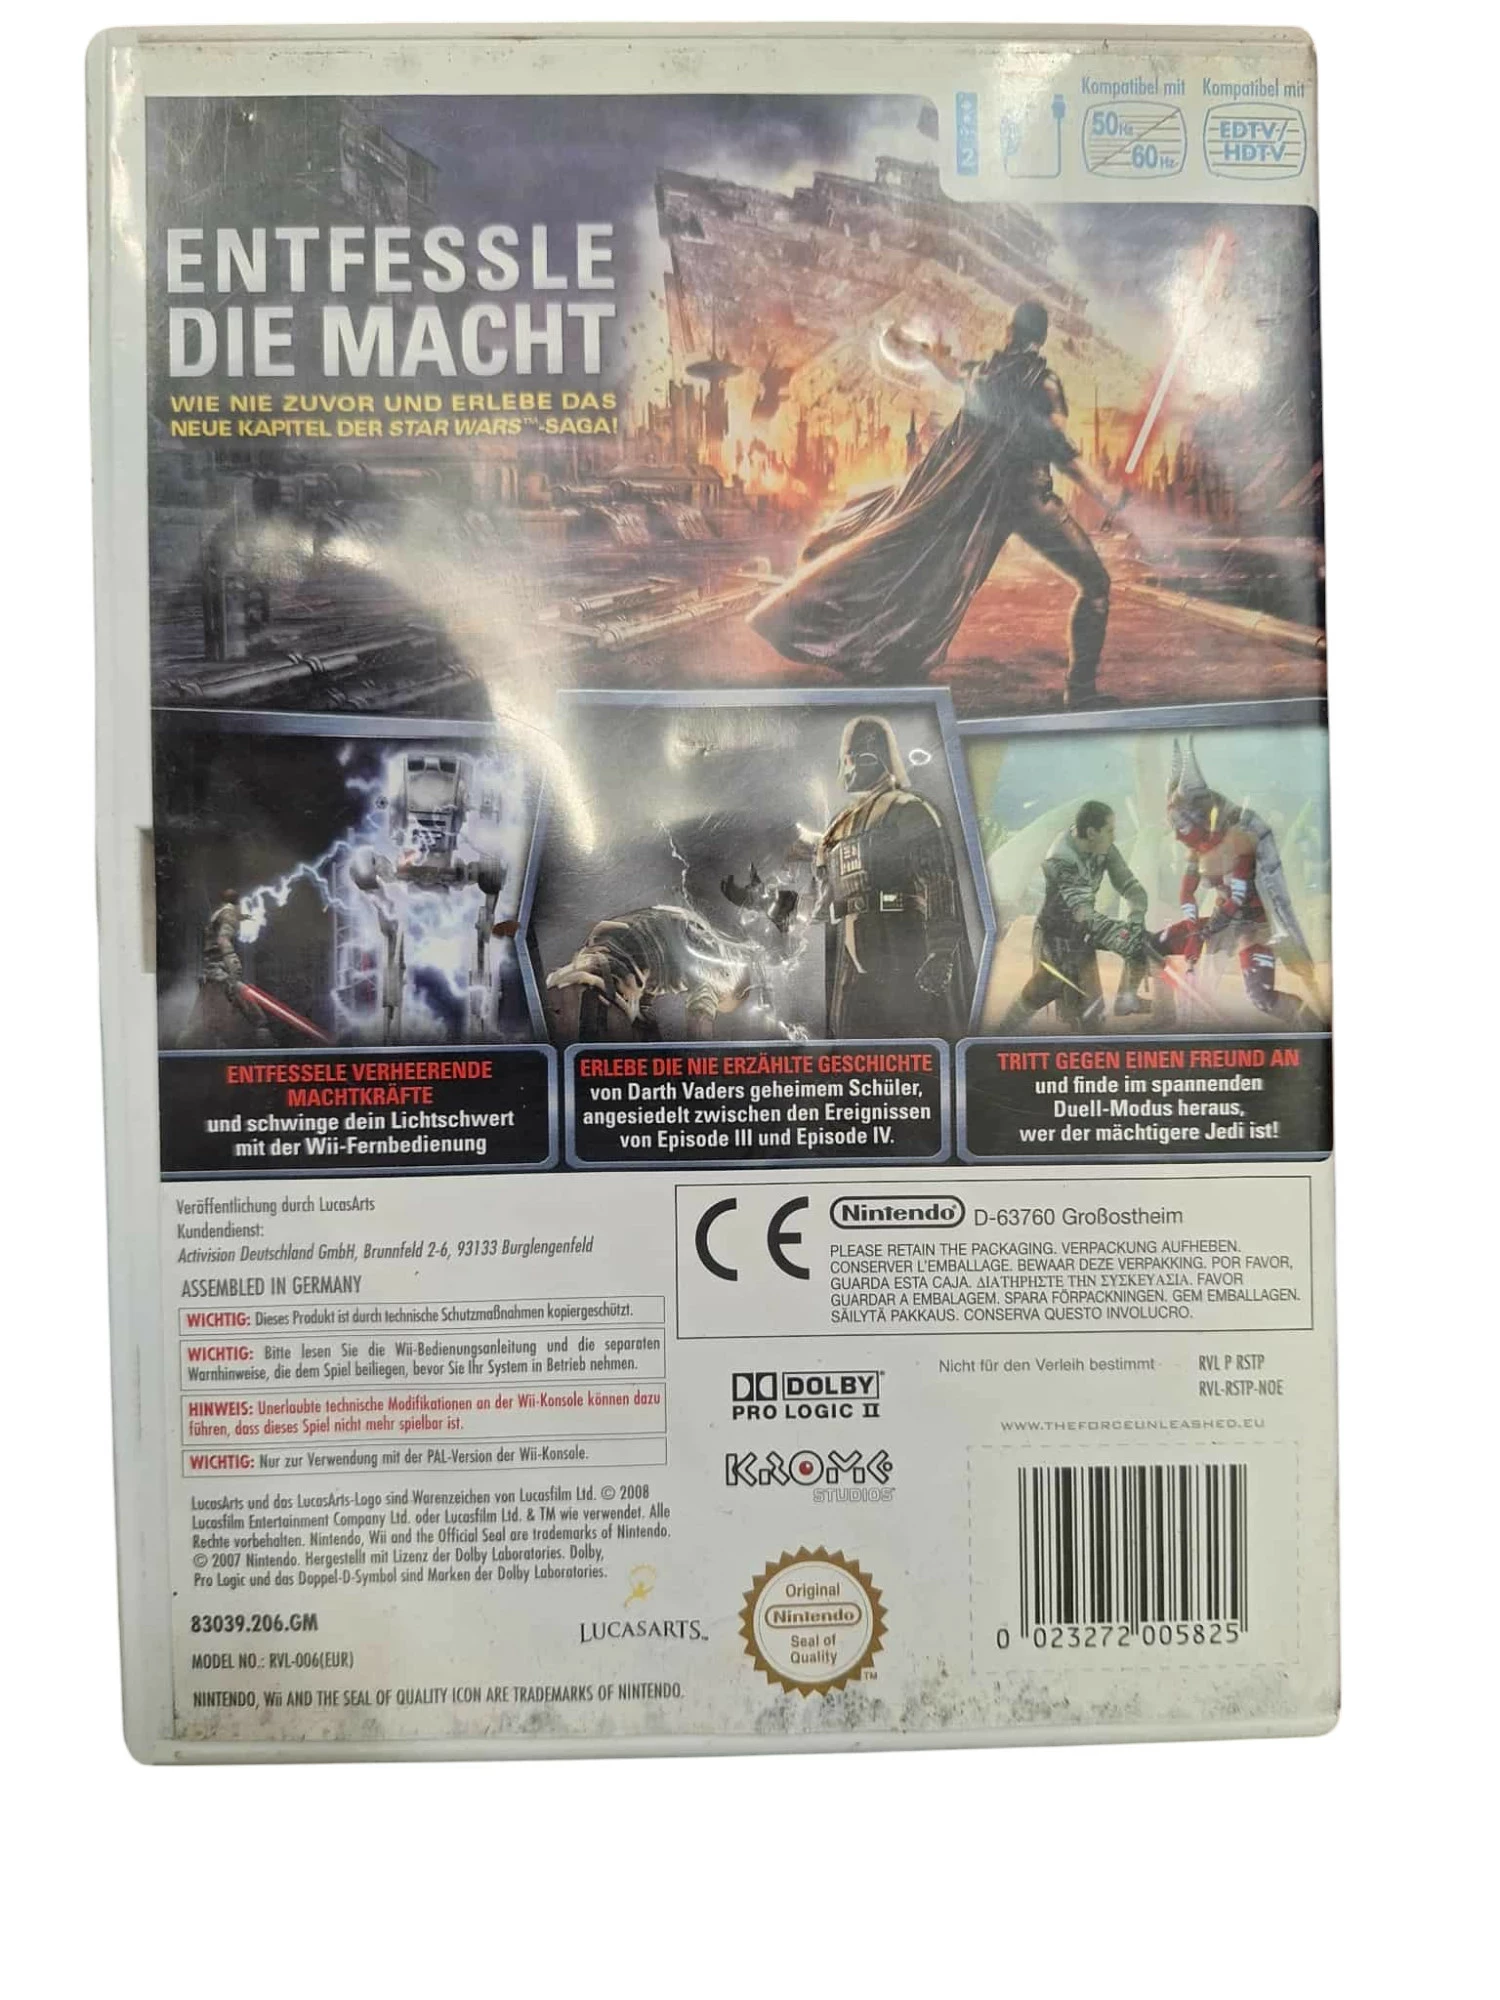 Kompatibel mit Kompatibel mit
50Hz 60Hz
EDTV/
HDTV
2
ENTFESSLE
DIE MACHT
WIE NIE ZUVOR UND ERLEBE DAS
NEUE KAPITEL DER STAR WARS™-SAGA!
ENTFESSELE VERHEERENDE
MACHTKRÄFTE
und schwinge dein Lichtschwert
mit der Wii-Fernbedienung
ERLEBE DIE NIE ERZÄHLTE GESCHICHTE
von Darth Vaders geheimem Schüler,
angesiedelt zwischen den Ereignissen
von Episode III und Episode IV.
TRITT GEGEN EINEN FREUND AN
und finde im spannenden
Duell-Modus heraus,
wer der mächtigere Jedi ist!
Veröffentlichung durch LucasArts
Kundendienst:
Activision Deutschland GmbH, Brunnfeld 2-6, 93133 Burglengenfeld
ASSEMBLED IN GERMANY
WICHTIG: Dieses Produkt ist durch technische Schutzmaßnahmen kopiergeschützt.
WICHTIG: Bitte lesen Sie die Wii-Bedienungsanleitung und die separaten
Warnhinweise, die dem Spiel beiliegen, bevor Sie Ihr System in Betrieb nehmen.
HINWEIS: Unerlaubte technische Modifikationen an der Wii-Konsole können dazu
führen, dass dieses Spiel nicht mehr spielbar ist.
WICHTIG: Nur zur Verwendung mit der PAL-Version der Wii-Konsole.
LucasArts und das LucasArts-Logo sind Warenzeichen von Lucasfilm Ltd. © 2008
Lucasfilm Entertainment Company Ltd. oder Lucasfilm Ltd. & TM wie verwendet. Alle
Rechte vorbehalten. Nintendo, Wii and the Official Seal are trademarks of Nintendo.
© 2007 Nintendo. Hergestellt mit Lizenz der Dolby Laboratories. Dolby,
Pro Logic und das Doppel-D-Symbol sind Marken der Dolby Laboratories.
83039.206.GM
MODEL NO.: RVL-006(EUR)
NINTENDO, Wii AND THE SEAL OF QUALITY ICON ARE TRADEMARKS OF NINTENDO.
LUCASARTS™
CE
Nintendo® D-63760 Großostheim
PLEASE RETAIN THE PACKAGING. VERPACKUNG AUFHEBEN.
CONSERVER L'EMBALLAGE. BEWAAR DEZE VERPAKKING. POR FAVOR,
GUARDA ESTA CAJA. ΔΙΑΤΗΡΗΣΤΕ ΤΗΝ ΣΥΣΚΕΥΑΣΙΑ. FAVOR
GUARDAR A EMBALAGEM. SPARA FÖRPACKNINGEN. GEM EMBALLAGEN.
SÄILYTÄ PAKKAUS. CONSERVA QUESTO INVOLUCRO.
DOLBY®
PRO LOGIC II
KROME
STUDIOS
Nicht für den Verleih bestimmt
RVL P RSTP
RVL-RSTP-NOE
WWW.THEFORCEUNLEASHED.EU
Original
Nintendo
Seal of
Quality
TM
0 023272 005825